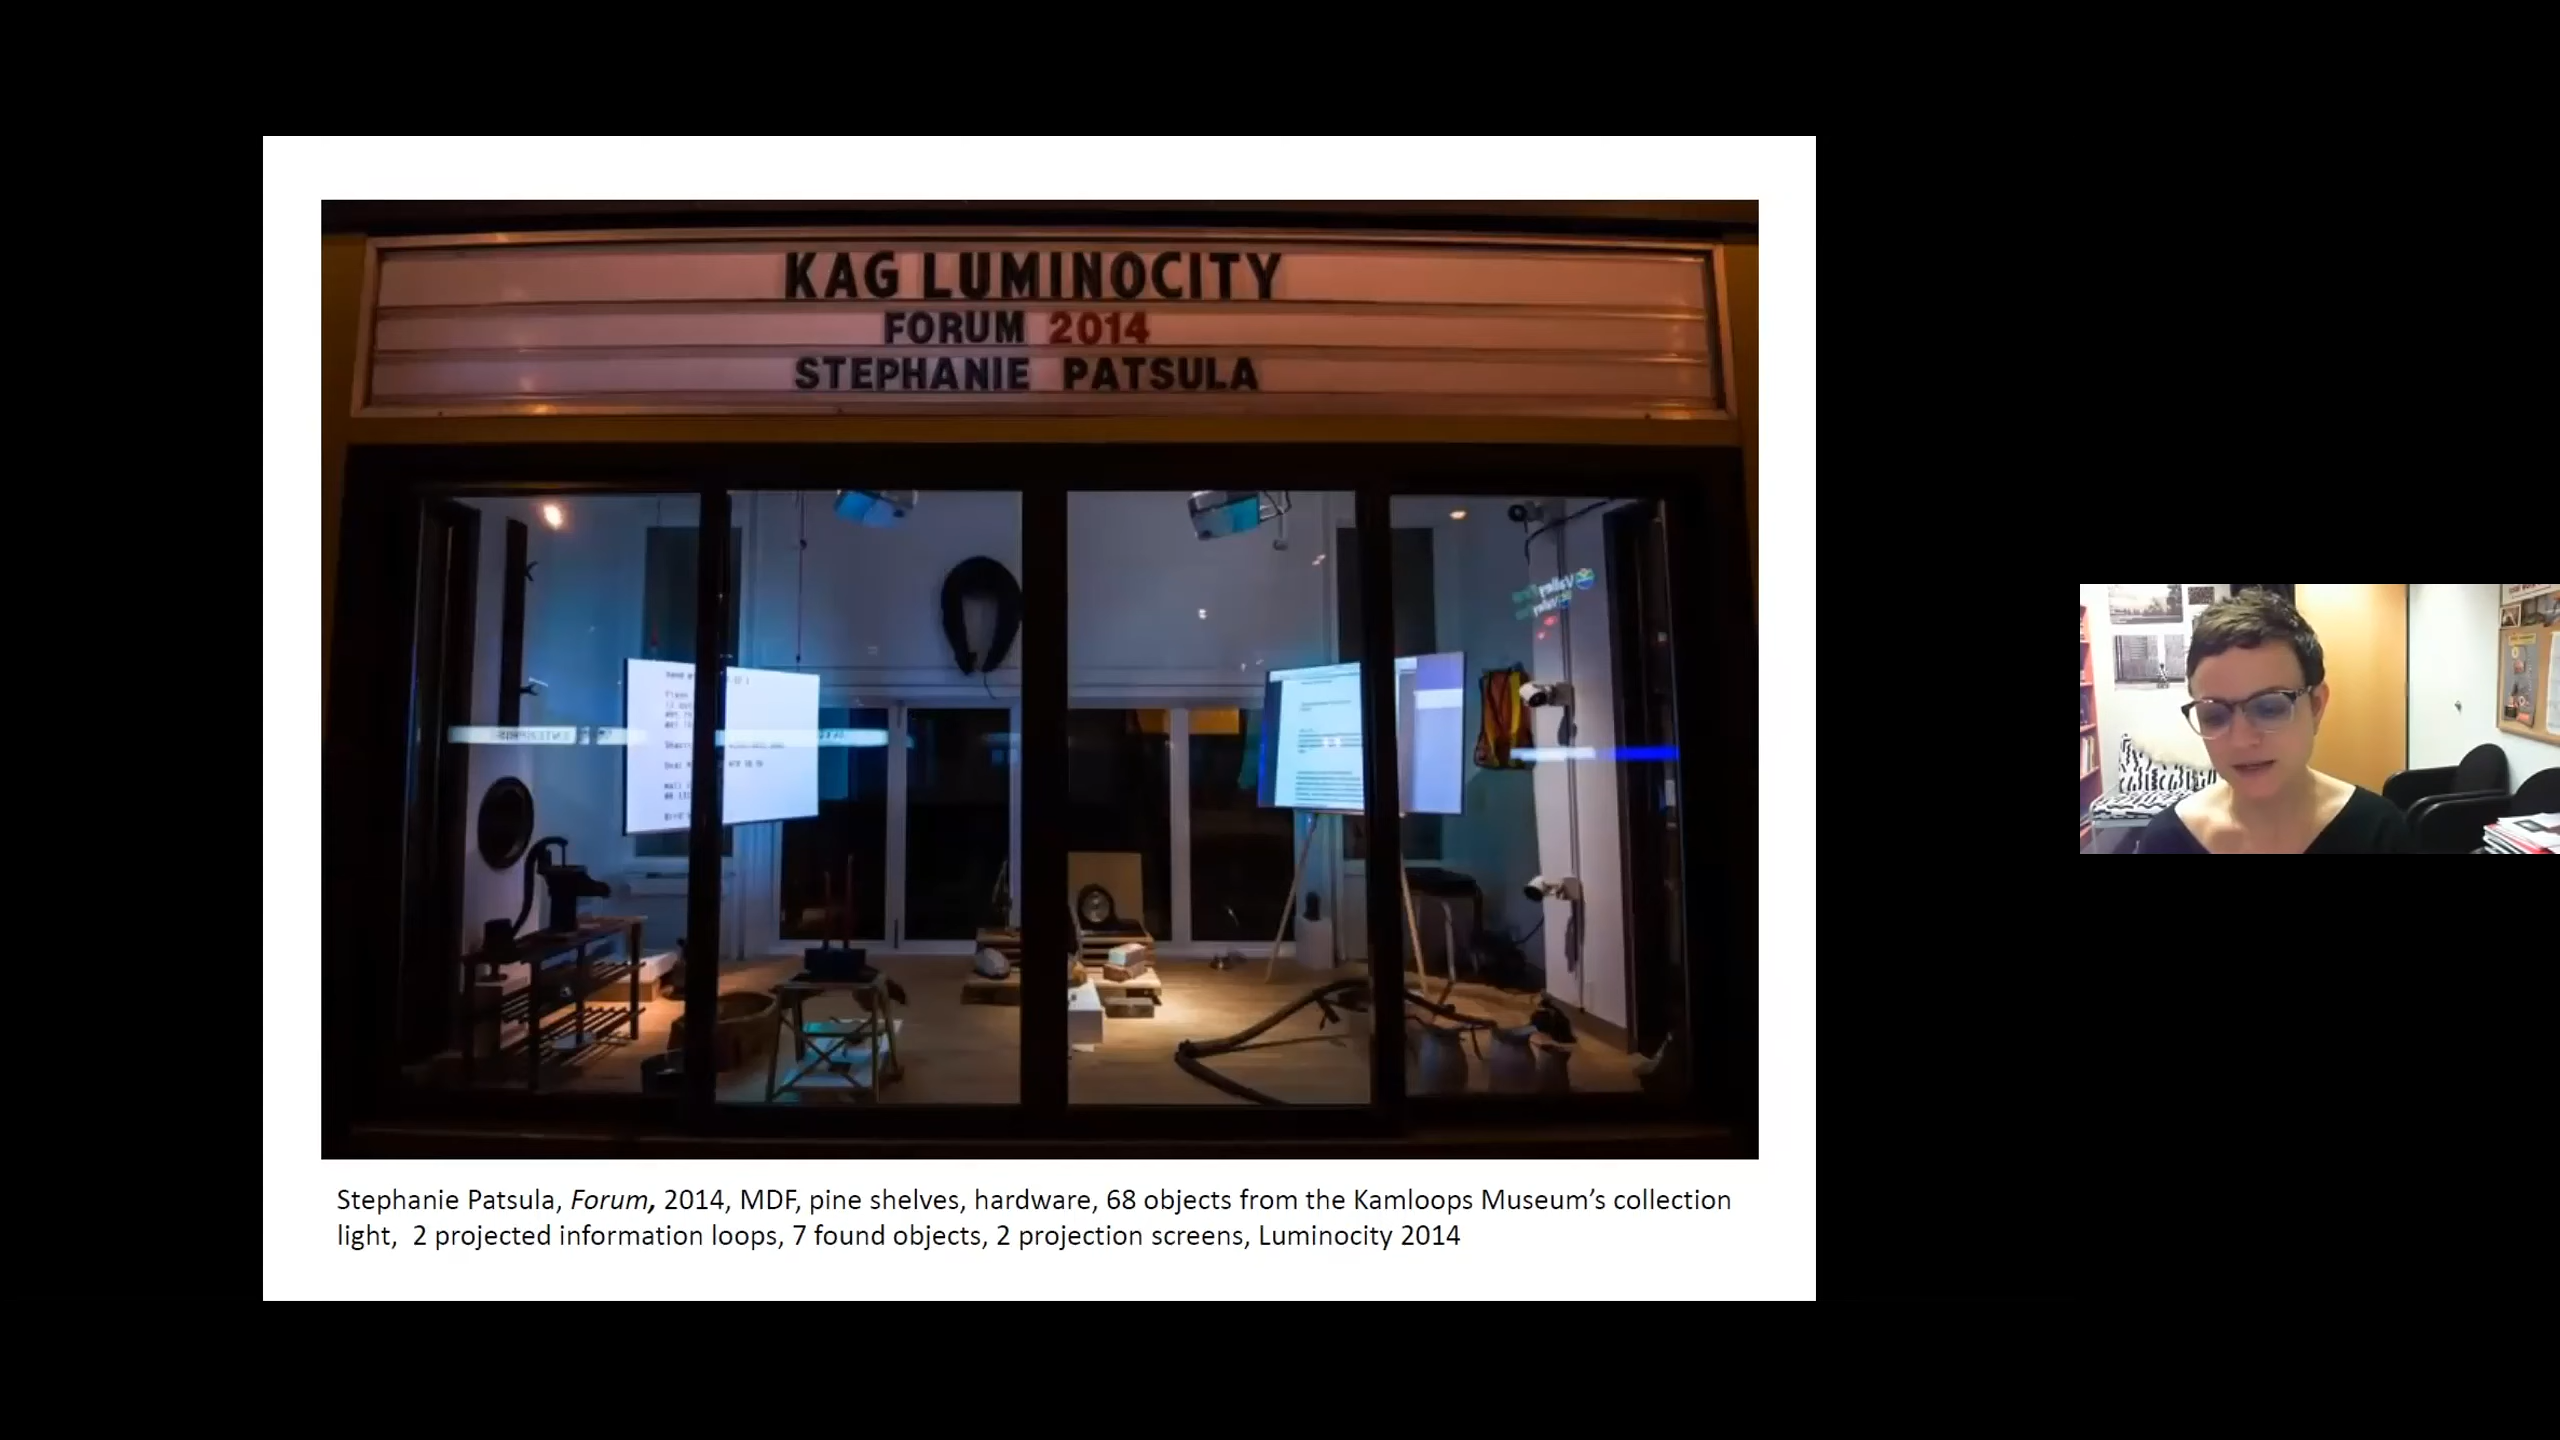 KAG LUMINOCITY
FORUM 2014
STEPHANIE PATSULA
Stephanie Patsula, Forum, 2014, MDF, pine shelves, hardware, 68 objects from the Kamloops Museum’s collection
light,  2 projected information loops, 7 found objects, 2 projection screens, Luminocity 2014